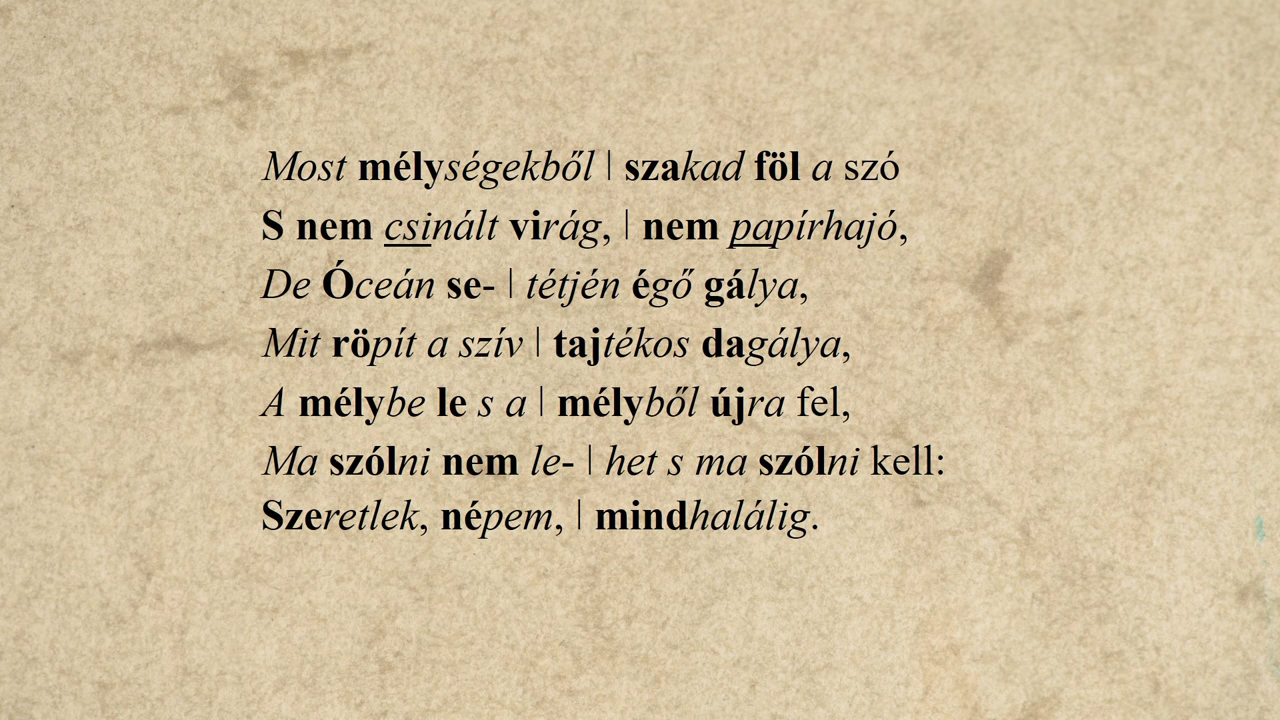 Most mélységekből | szakad föl a szó
S nem csinált virág, | nem papírhajó,
De Óceán se- | tétjén égő gálya,
Mit röpít a szív | tajtékos dagálya,
A mélybe le s a | mélyből újra fel,
Ma szólni nem le- | het s ma szólni kell:
Szeretlek, népem, | mindhalálig.